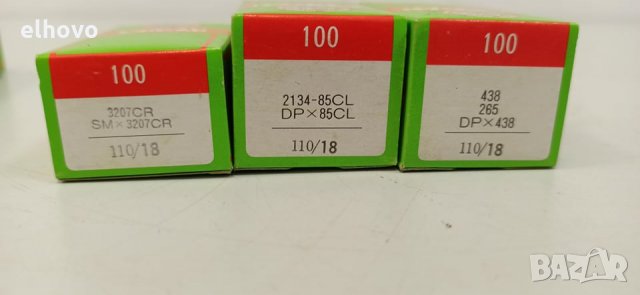 elhovo
100
3207CR
SM×3207CR
110/18
100
2134-85CL
DP×85CL
110/18
100
438
265
DP×438
110/18
BAZAR